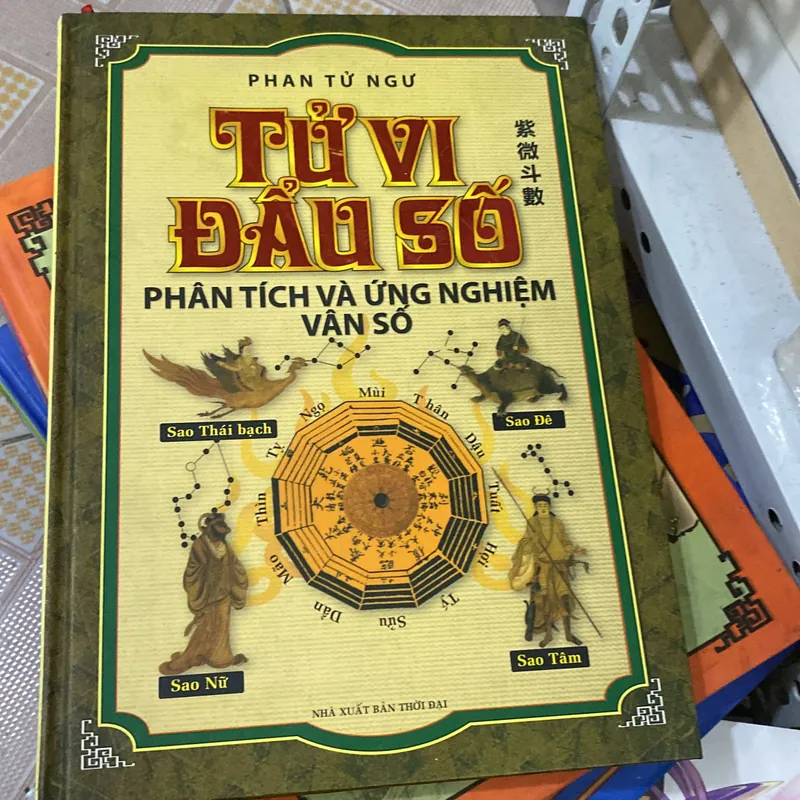 PHAN TỬ NGƯ
TỬ VI
ĐẨU SỐ
紫微斗數
PHÂN TÍCH VÀ ỨNG NGHIỆM
VÂN SỐ
Sao Thái bạch
Sao Đê
Mùi
Thân
Dậu
Tuất
Hợi
Tý
Sửu
Dần
Mão
Thìn
Tỵ
Ngọ
Sao Nữ
Sao Tâm
NHÀ XUẤT BẢN THỜI ĐẠI